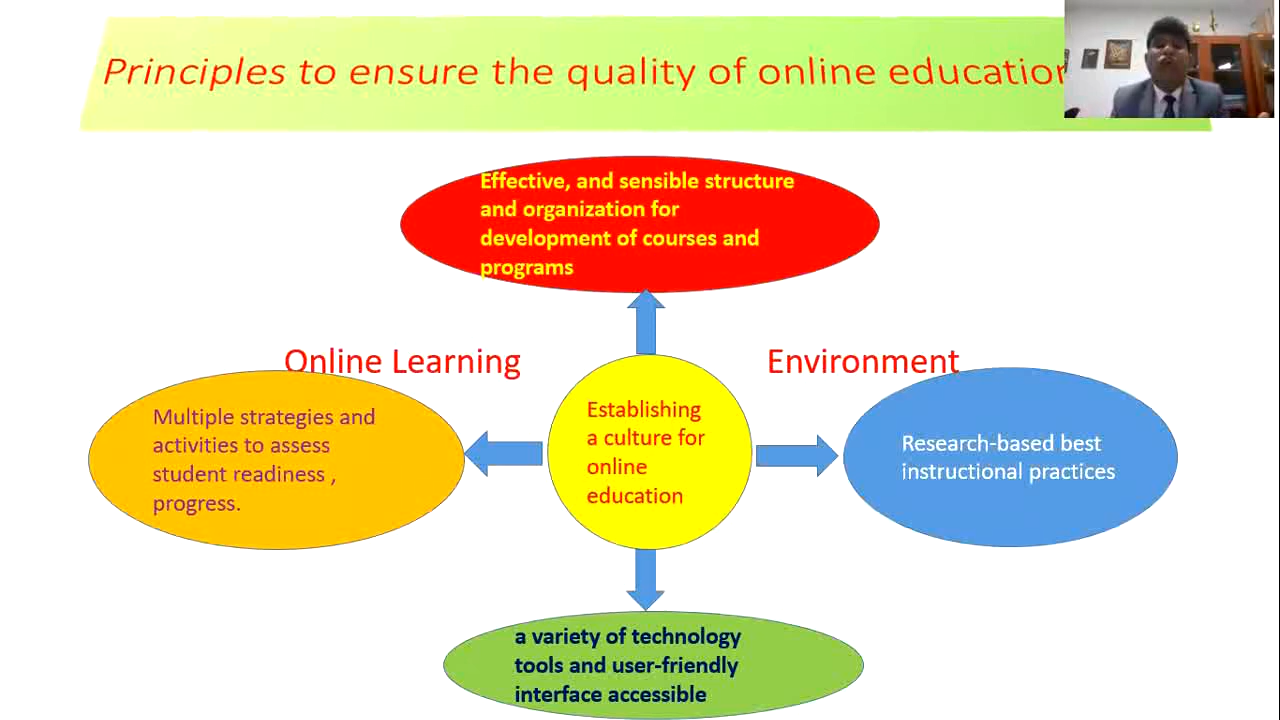 Principles to ensure the quality of online education
Effective, and sensible structure
and organization for
development of courses and
programs
Online Learning
Environment
Multiple strategies and
activities to assess
student readiness ,
progress.
Establishing
a culture for
online
education
Research-based best
instructional practices
a variety of technology
tools and user-friendly
interface accessible